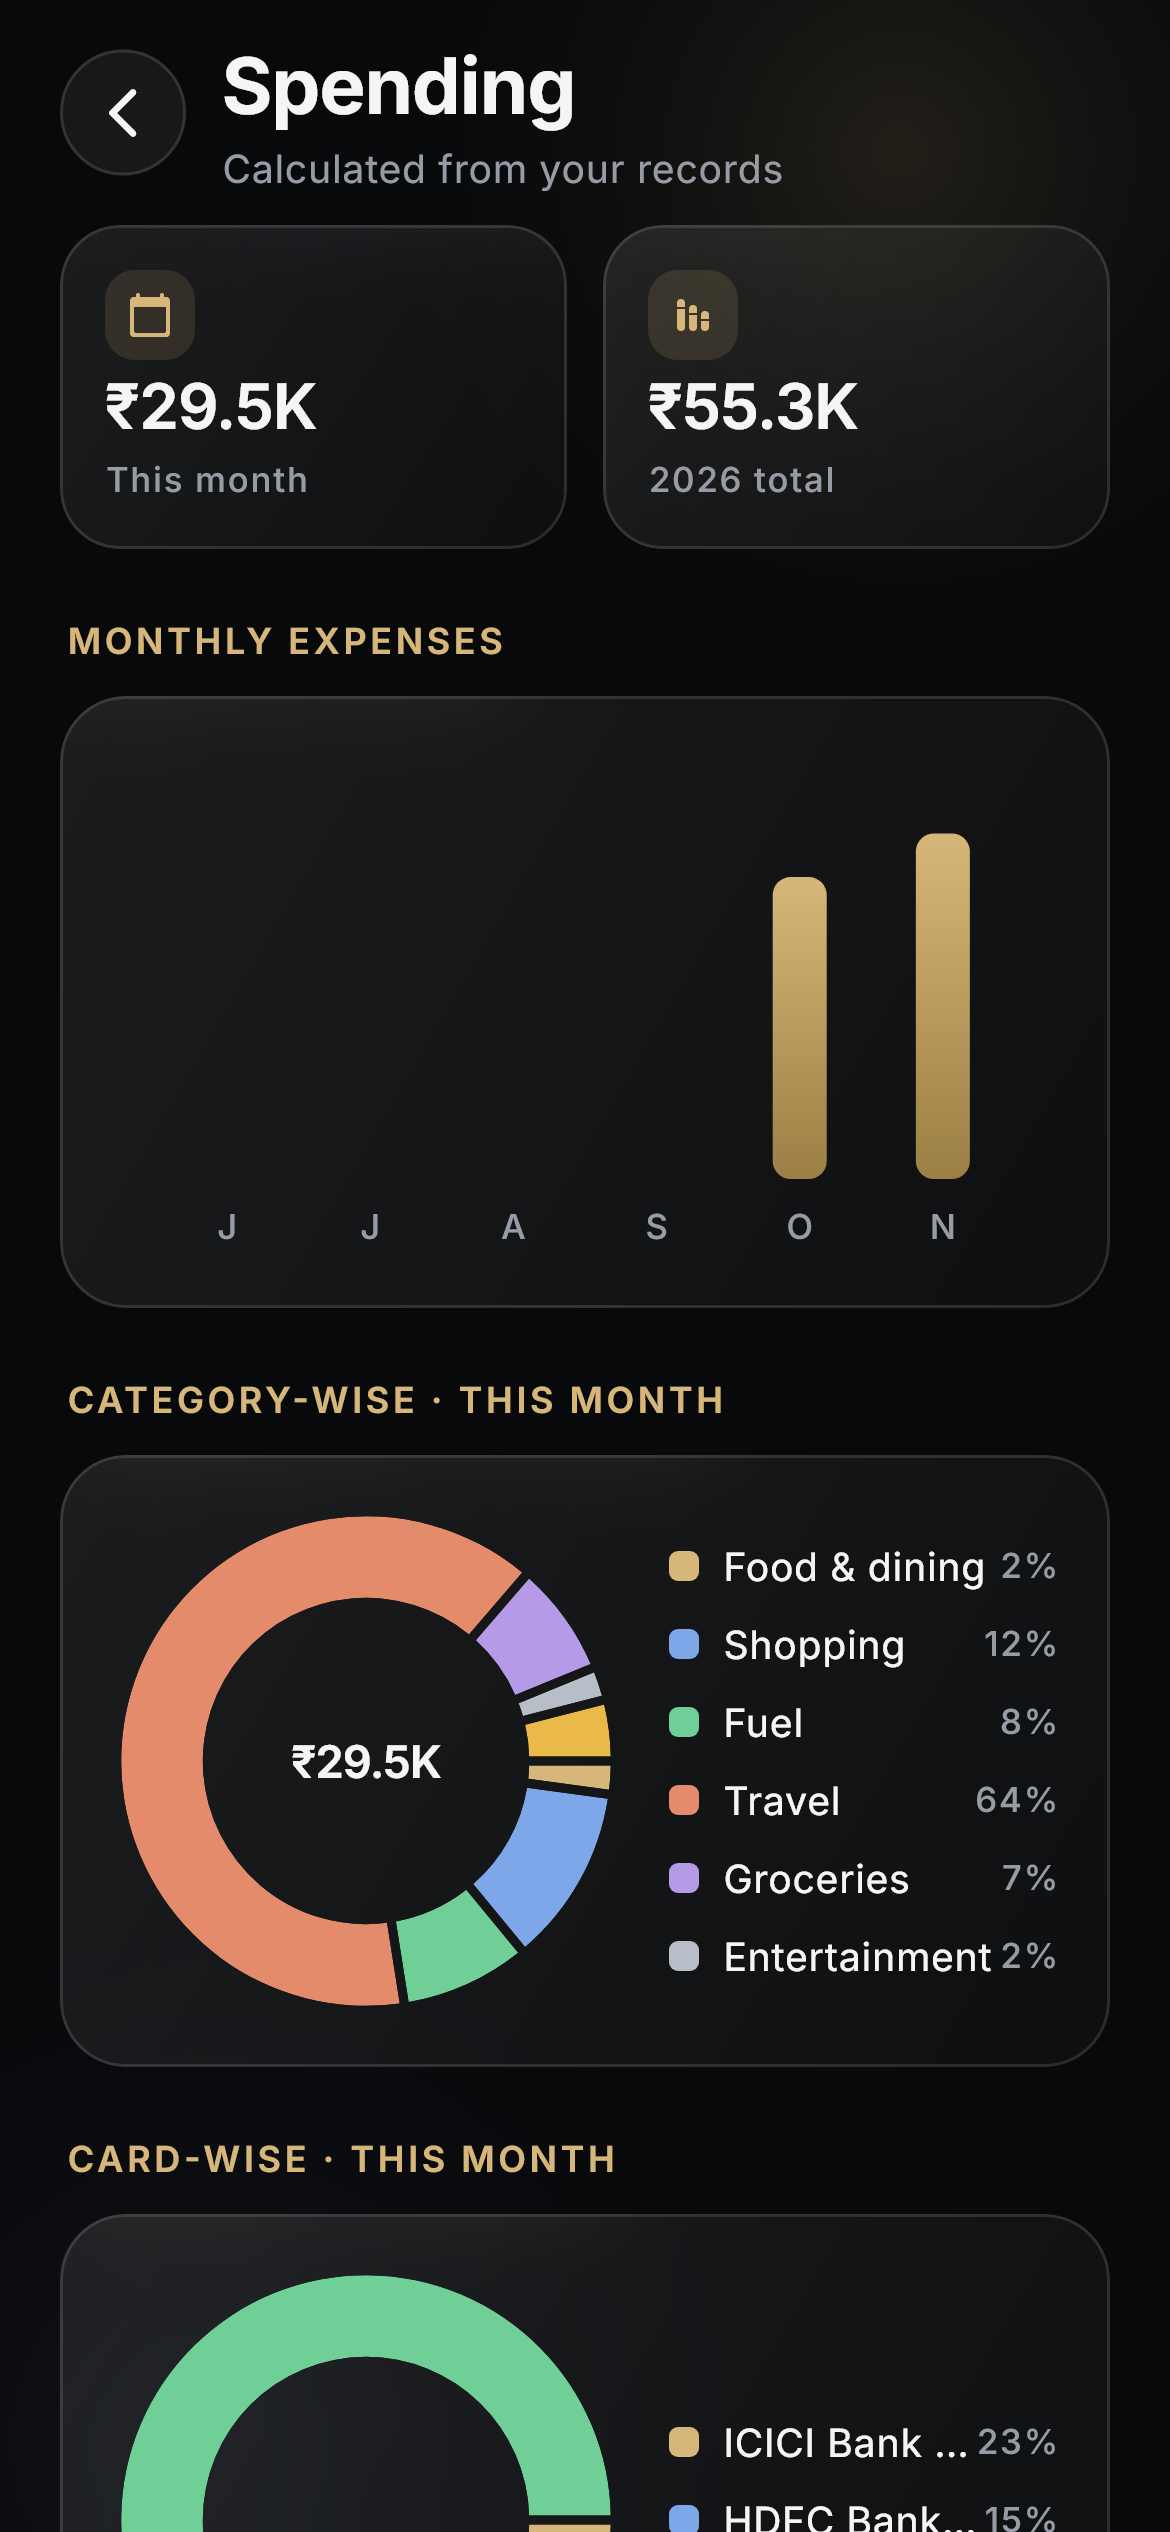 Spending
Calculated from your records
₹29.5K
This month
₹55.3K
2026 total
MONTHLY EXPENSES
J J A S O N
CATEGORY-WISE · THIS MONTH
₹29.5K
Food & dining 2%
Shopping 12%
Fuel 8%
Travel 64%
Groceries 7%
Entertainment 2%
CARD-WISE · THIS MONTH
ICICI Bank ... 23%
HDFC Bank... 15%